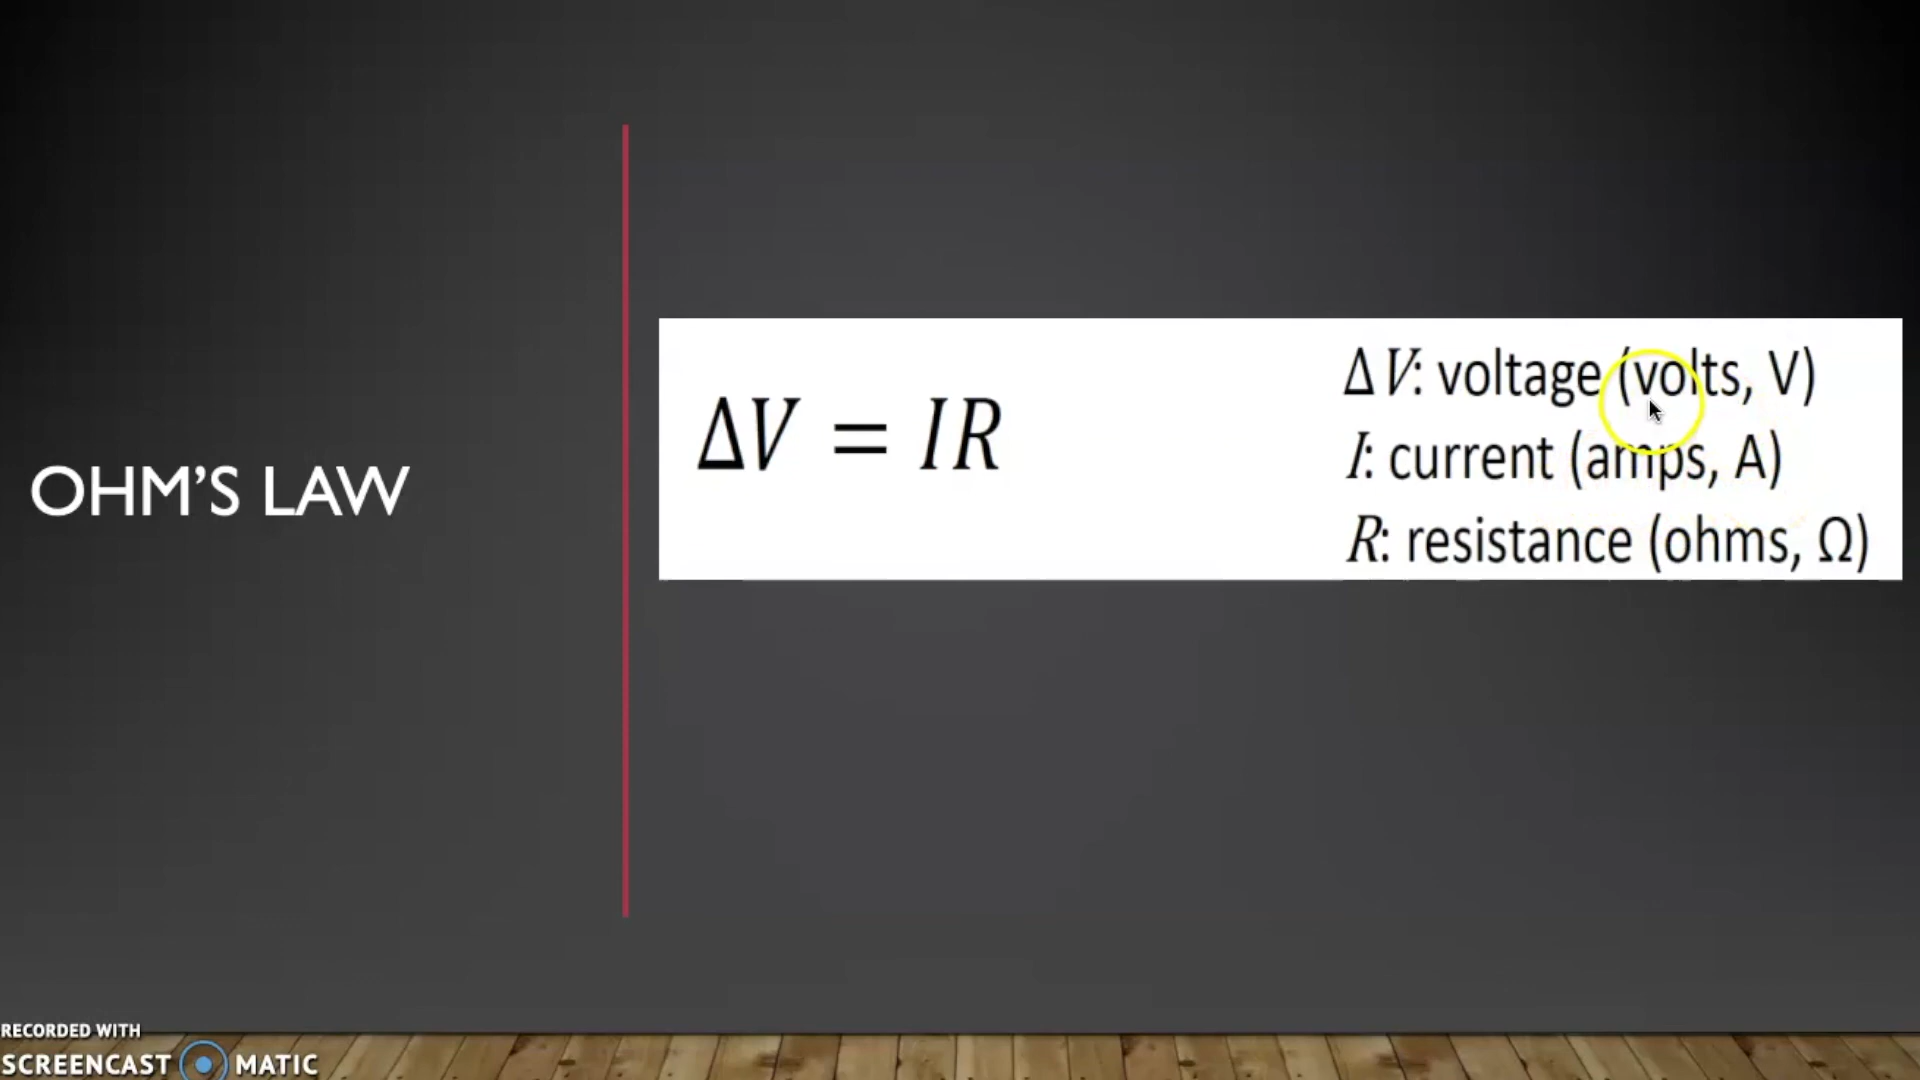 OHM'S LAW
ΔV = IR
ΔV: voltage (volts, V)
I: current (amps, A)
R: resistance (ohms, Ω)
RECORDED WITH
SCREENCAST MATIC